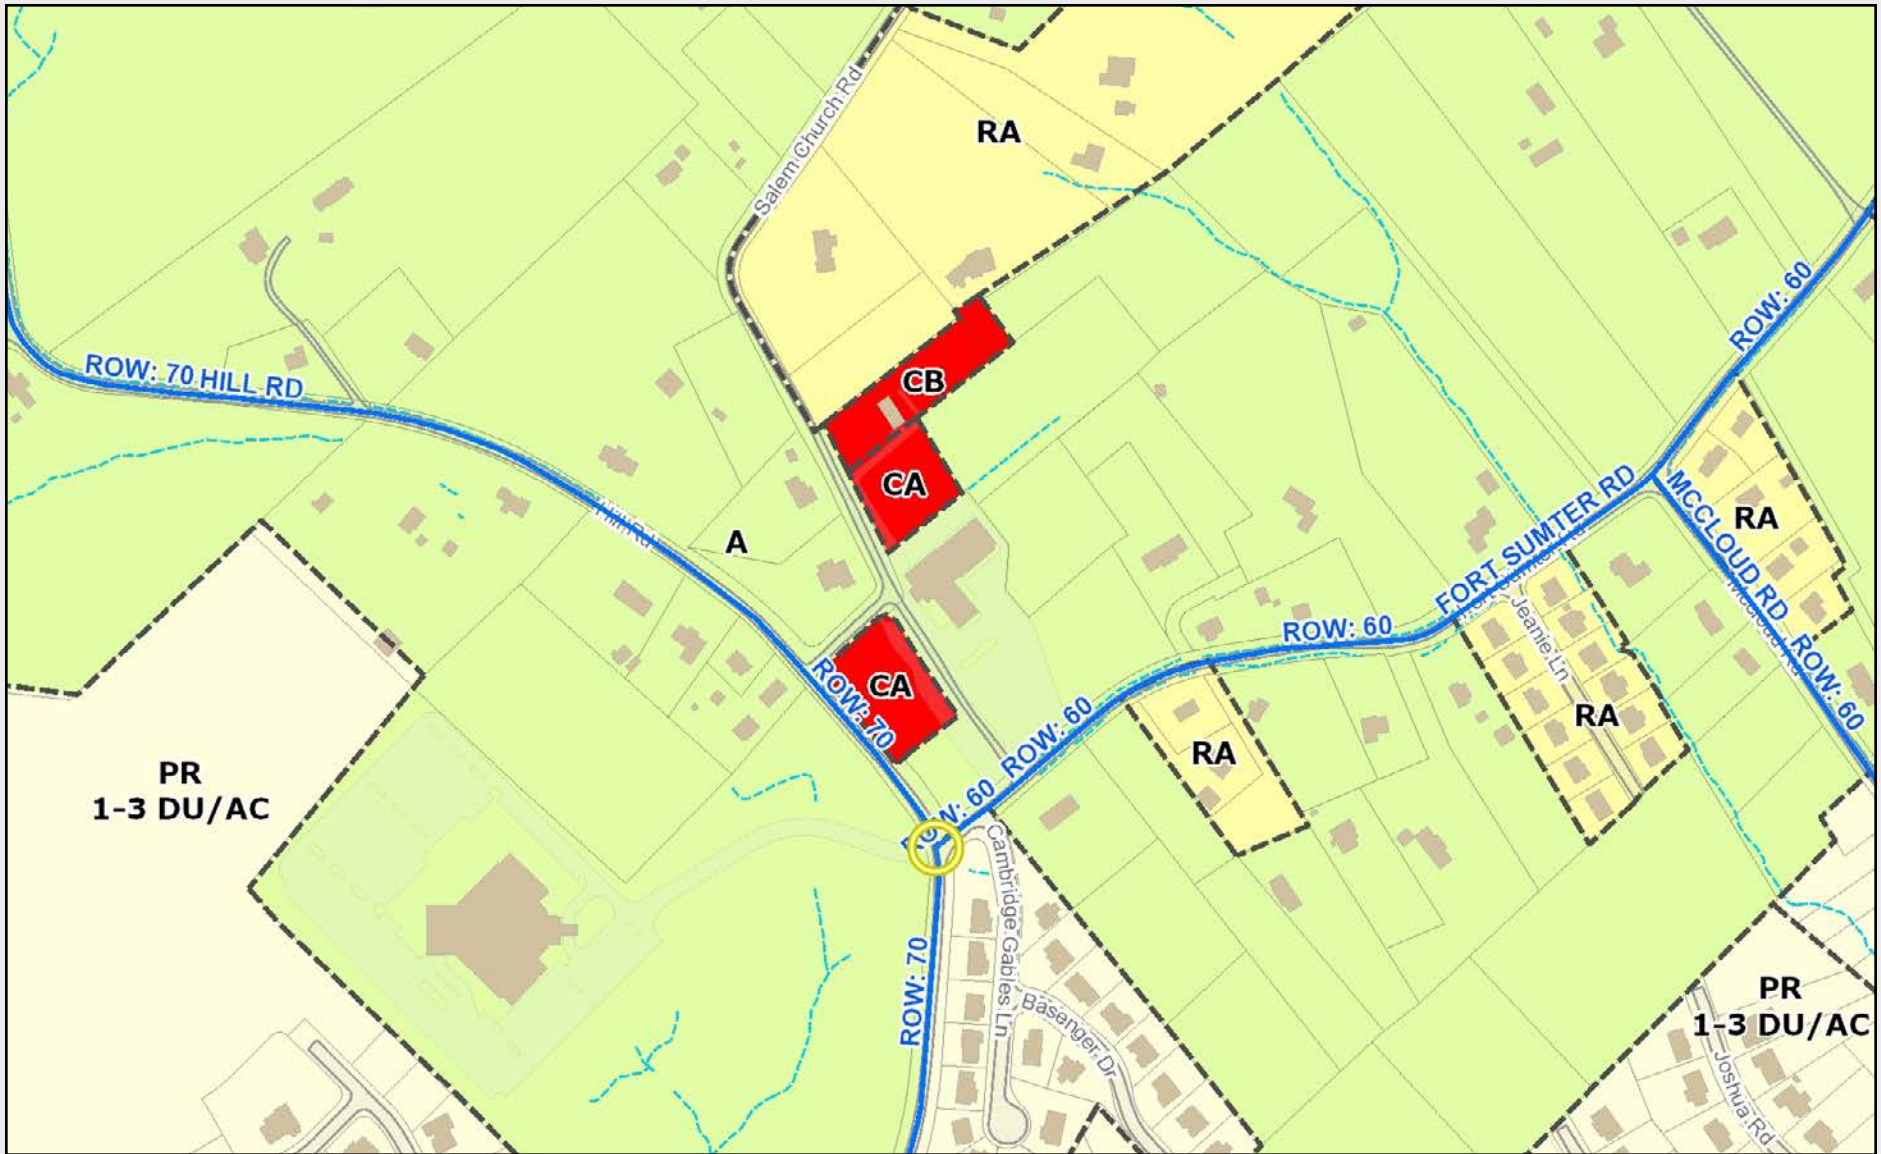 Salem Church Rd
RA
ROW: 60
ROW: 70 HILL RD
CB
CA
Hill Rd
A
FORT SUMTER RD
MCCLOUD RD
RA
Jeanie Ln
ROW: 60
ROW: 60
Mccloud Rd
CA
ROW: 70
RA
ROW: 60
RA
PR
1-3 DU/AC
ROW: 60
Cambridge Gables Ln
ROW: 70
Basenger Dr
PR
1-3 DU/AC
Joshua Rd